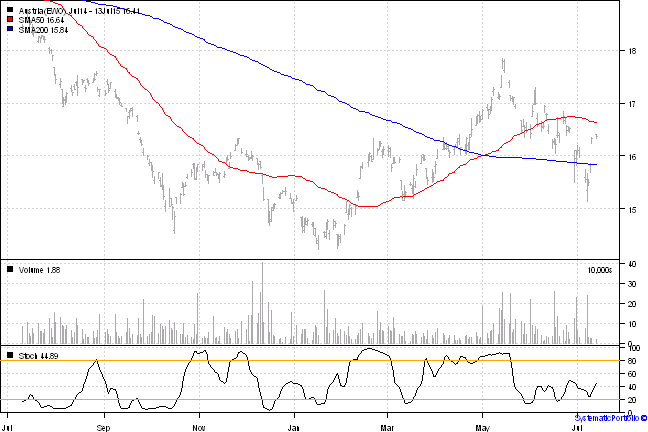 Austria(EWO) Jul14 - 13Jul15 16.41
SMA50 16.64
SMA200 15.84
18
17
16
15
Volume 1.88
10,000s
40
30
20
10
0
Stoch 44.89
100
80
60
40
20
0
Jul Sep Nov Jan Mar May Jul
SystematicPortfolio ©